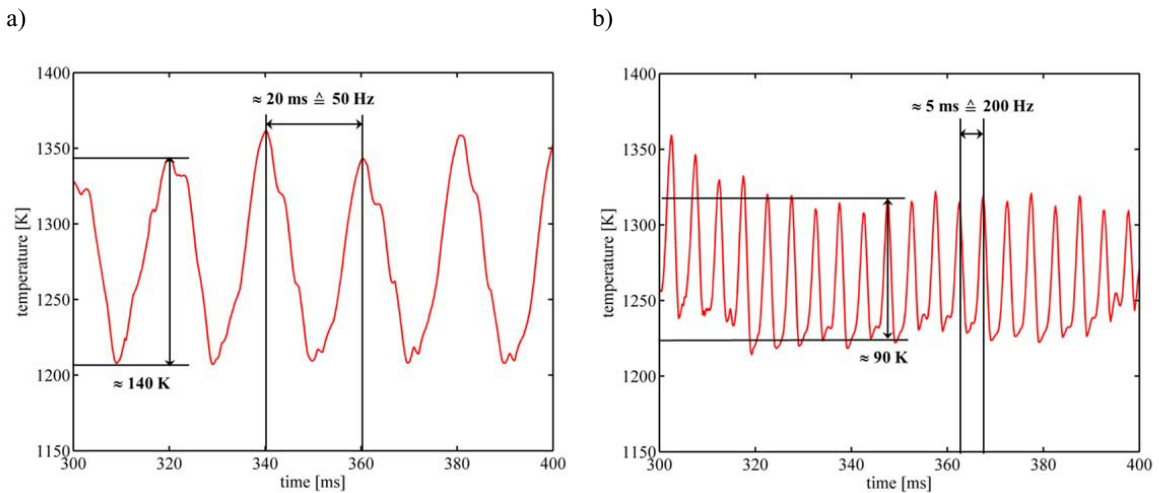 a)
b)
1400
1350
1300
1250
1200
1150
temperature [K]
≈ 20 ms ≙ 50 Hz
≈ 140 K
300
320
340
360
380
400
time [ms]
1400
1350
1300
1250
1200
1150
temperature [K]
≈ 5 ms ≙ 200 Hz
≈ 90 K
300
320
340
360
380
400
time [ms]